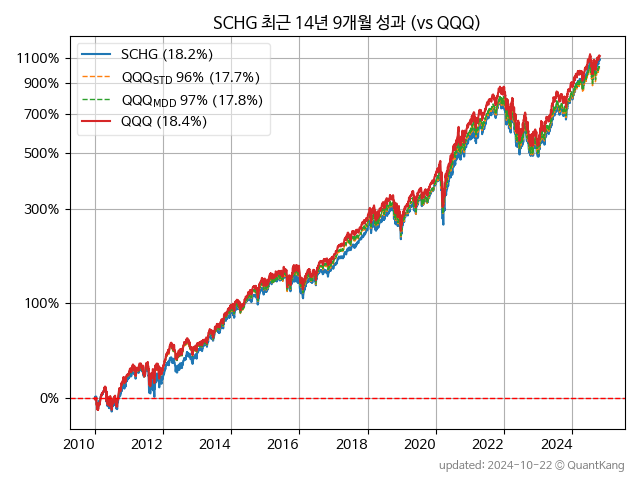 SCHG 최근 14년 9개월 성과 (vs QQQ)
SCHG (18.2%)
QQQSTD 96% (17.7%)
QQQMDD 97% (17.8%)
QQQ (18.4%)
1100%
900%
700%
500%
300%
100%
0%
2010 2012 2014 2016 2018 2020 2022 2024
updated: 2024-10-22 © QuantKang